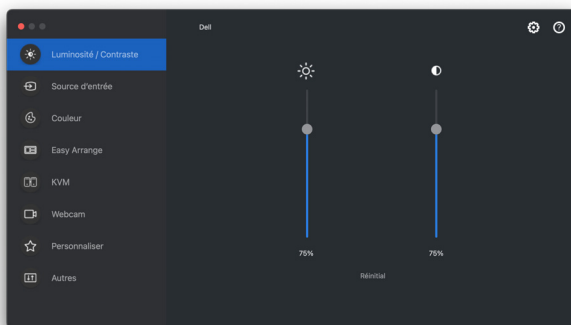 Dell
Luminosité / Contraste
Source d'entrée
Couleur
Easy Arrange
KVM
Webcam
Personnaliser
Autres
75%
75%
Réinitial